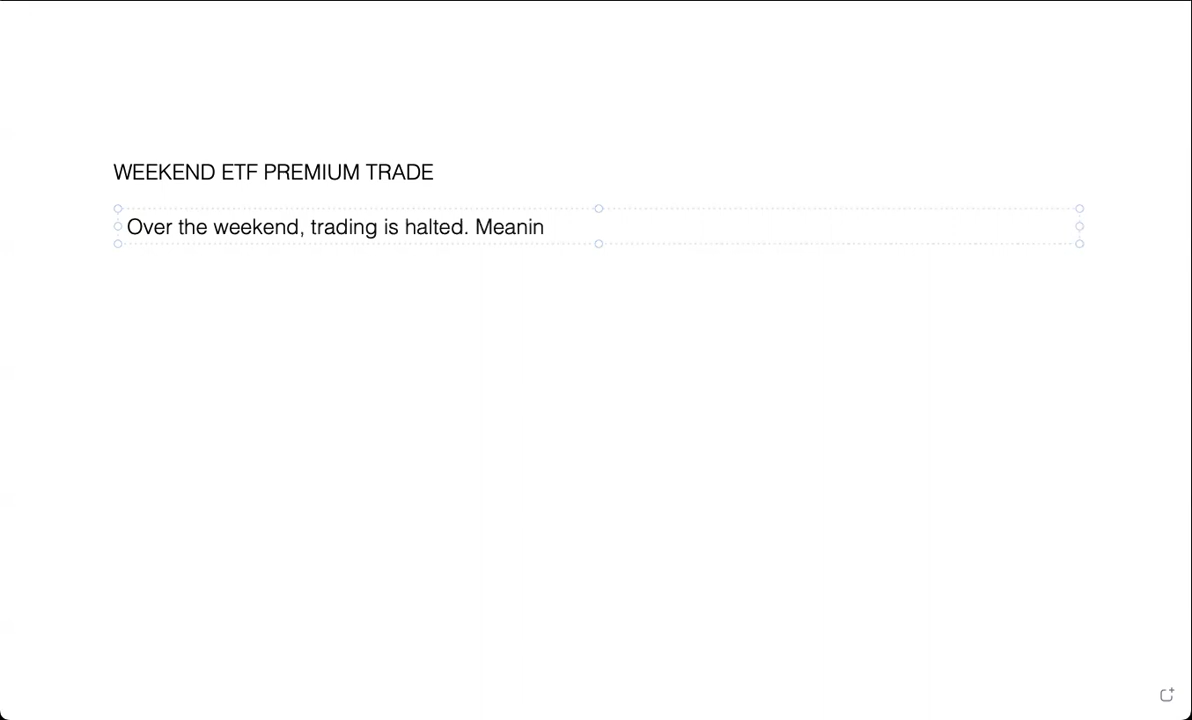 WEEKEND ETF PREMIUM TRADE
Over the weekend, trading is halted. Meanin